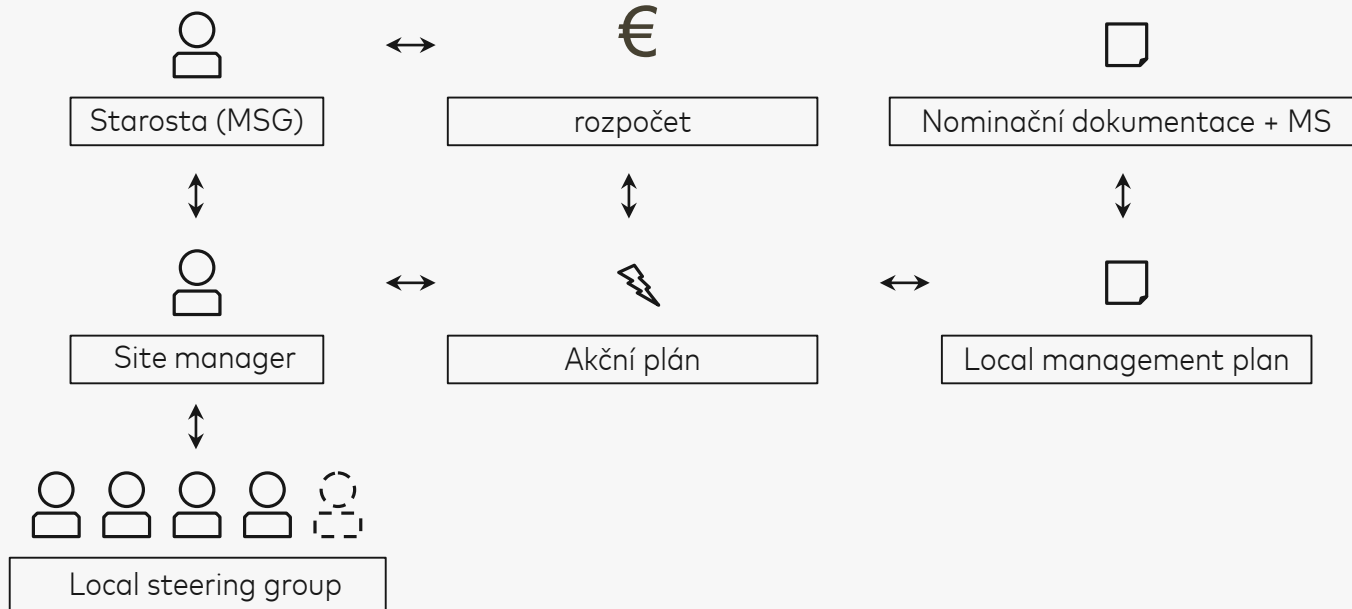 €
Starosta (MSG)
rozpočet
Nominační dokumentace + MS
Site manager
Akční plán
Local management plan
Local steering group